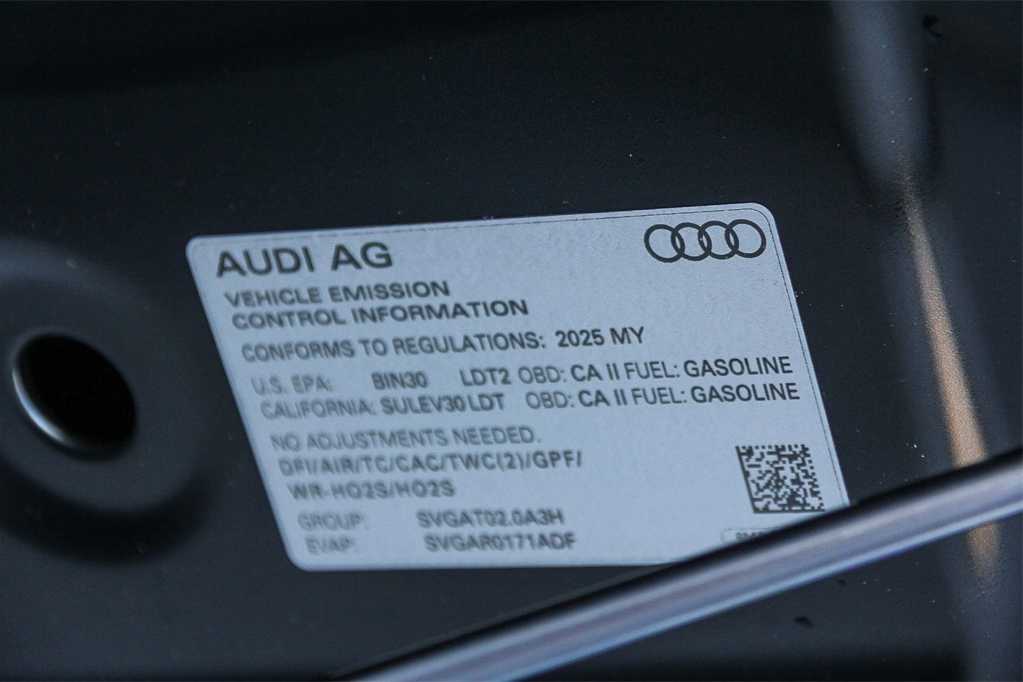 AUDI AG
VEHICLE EMISSION
CONTROL INFORMATION
CONFORMS TO REGULATIONS: 2025 MY
U.S. EPA: BIN30 LDT2 OBD: CA II FUEL: GASOLINE
CALIFORNIA: SULEV30 LDT OBD: CA II FUEL: GASOLINE
NO ADJUSTMENTS NEEDED.
DFI/AIR/TC/CAC/TWC(2)/GPF/
WR-HO2S/HO2S
GROUP: SVGAT02.0A3H
EVAP: SVGAR0171ADF